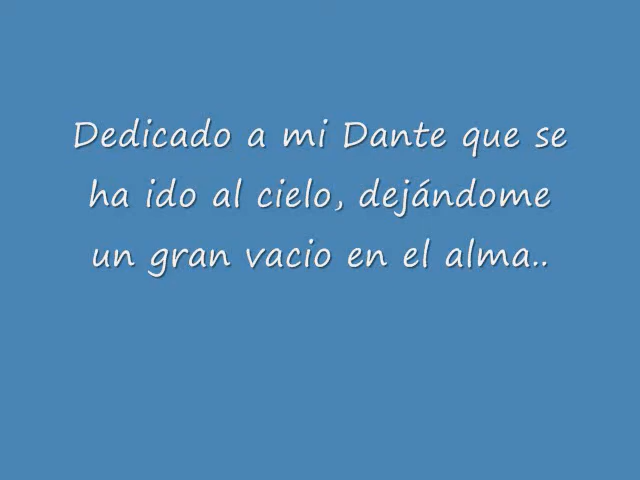 Dedicado a mi Dante que se
ha ido al cielo, dejándome
un gran vacio en el alma..